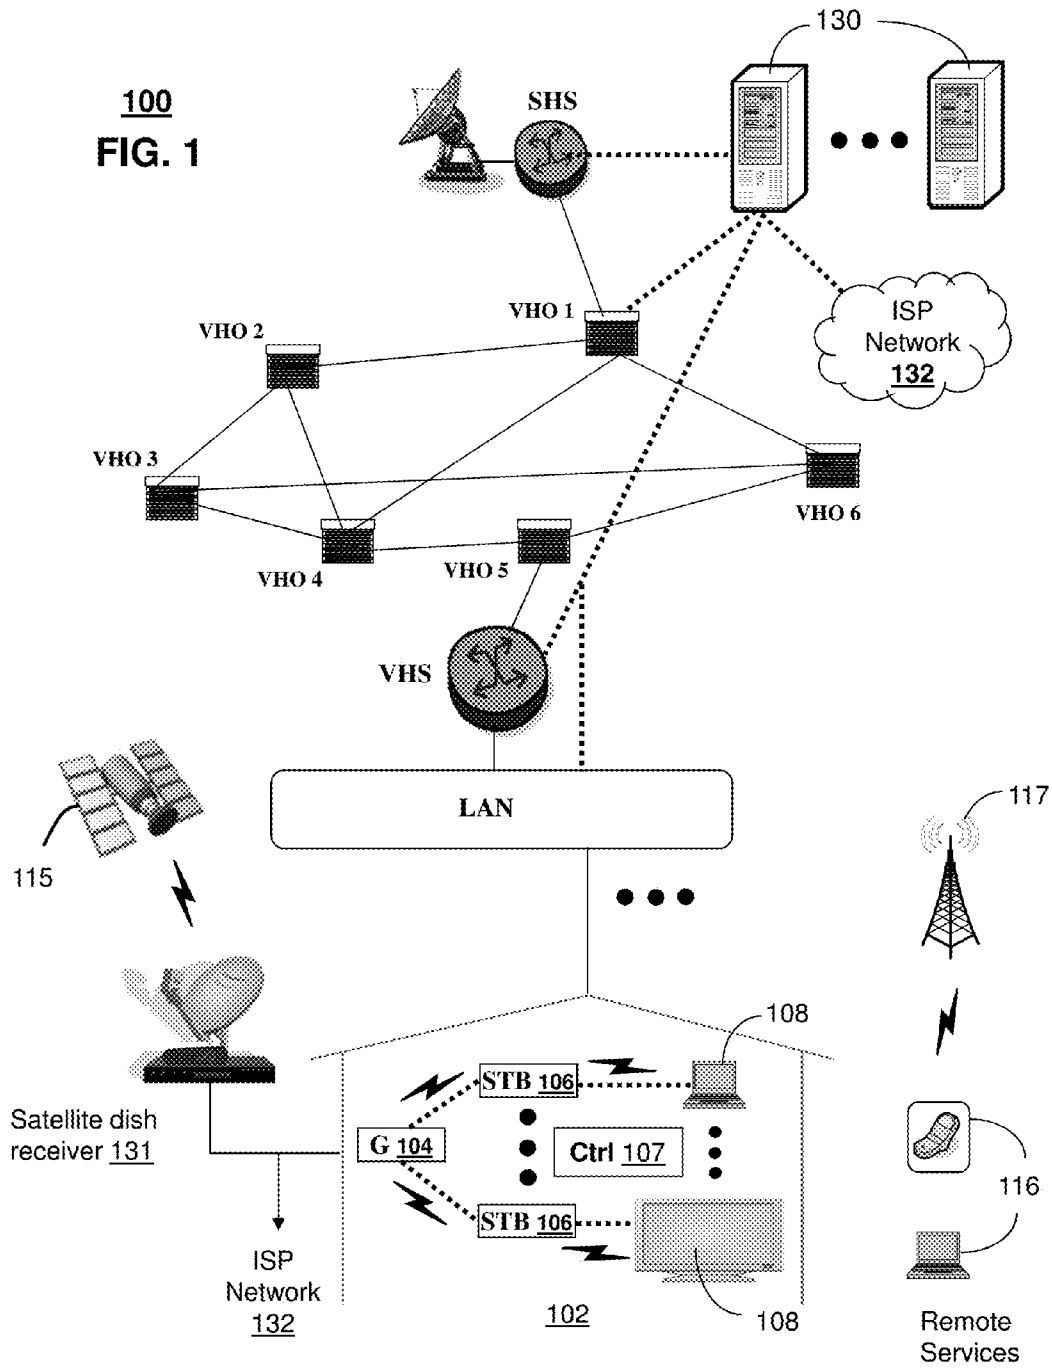 130
100
FIG. 1
SHS
ISP
Network
132
VHO 1
VHO 2
VHO 3
VHO 6
VHO 4
VHO 5
VHS
LAN
117
115
108
STB 106
Satellite dish
receiver 131
G 104
Ctrl 107
116
STB 106
ISP
Network
132
102
108
Remote
Services